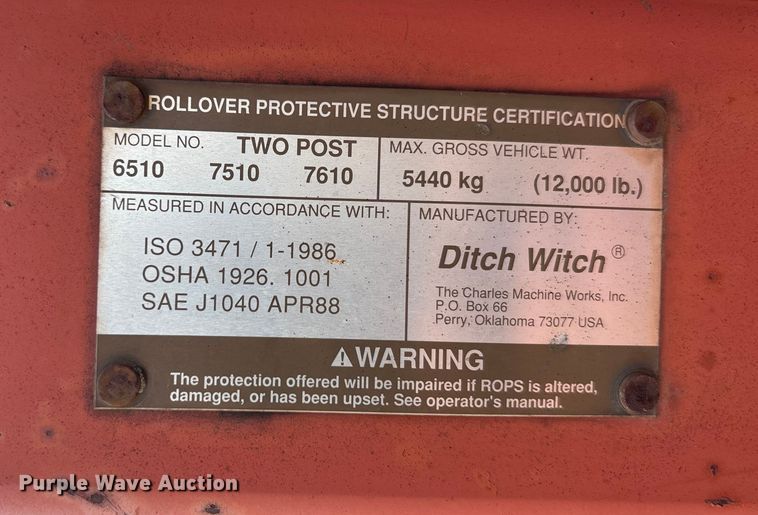 ROLLOVER PROTECTIVE STRUCTURE CERTIFICATION
MODEL NO. TWO POST
6510 7510 7610
MAX. GROSS VEHICLE WT.
5440 kg (12,000 lb.)
MEASURED IN ACCORDANCE WITH:
ISO 3471 / 1-1986
OSHA 1926. 1001
SAE J1040 APR88
MANUFACTURED BY:
Ditch Witch®
The Charles Machine Works, Inc.
P.O. Box 66
Perry, Oklahoma 73077 USA
⚠WARNING
The protection offered will be impaired if ROPS is altered,
damaged, or has been upset. See operator's manual.
Purple Wave Auction